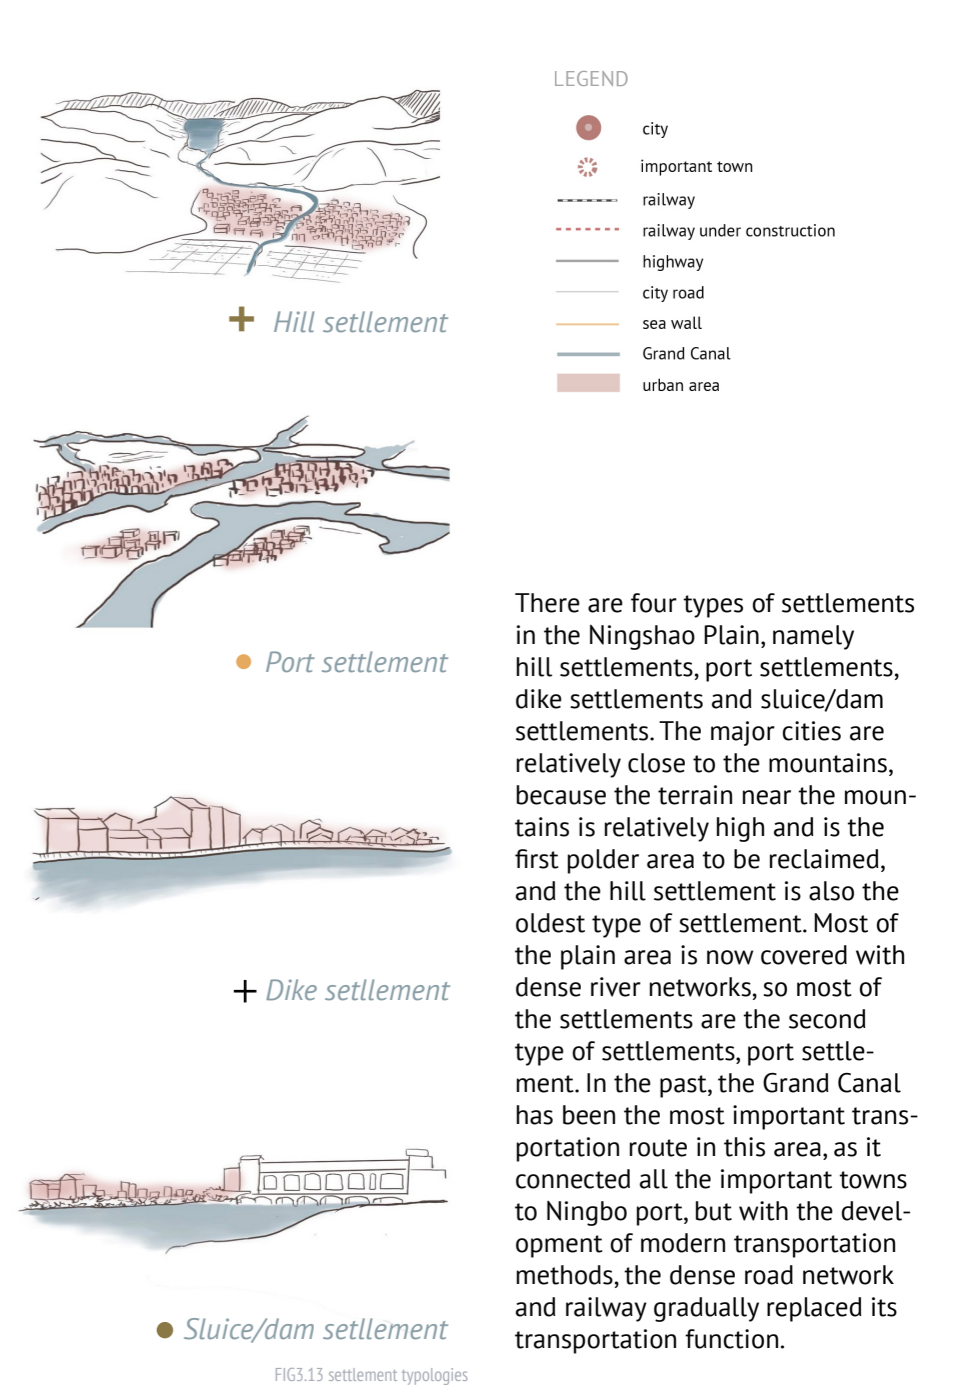 LEGEND
city
important town
railway
railway under construction
highway
city road
sea wall
Grand Canal
urban area
Hill setllement
Port settlement
Dike setllement
Sluice/dam setllement
FIG3.13 settlement typologies
There are four types of settlements
in the Ningshao Plain, namely
hill settlements, port settlements,
dike settlements and sluice/dam
settlements. The major cities are
relatively close to the mountains,
because the terrain near the moun-
tains is relatively high and is the
first polder area to be reclaimed,
and the hill settlement is also the
oldest type of settlement. Most of
the plain area is now covered with
dense river networks, so most of
the settlements are the second
type of settlements, port settle-
ment. In the past, the Grand Canal
has been the most important trans-
portation route in this area, as it
connected all the important towns
to Ningbo port, but with the devel-
opment of modern transportation
methods, the dense road network
and railway gradually replaced its
transportation function.